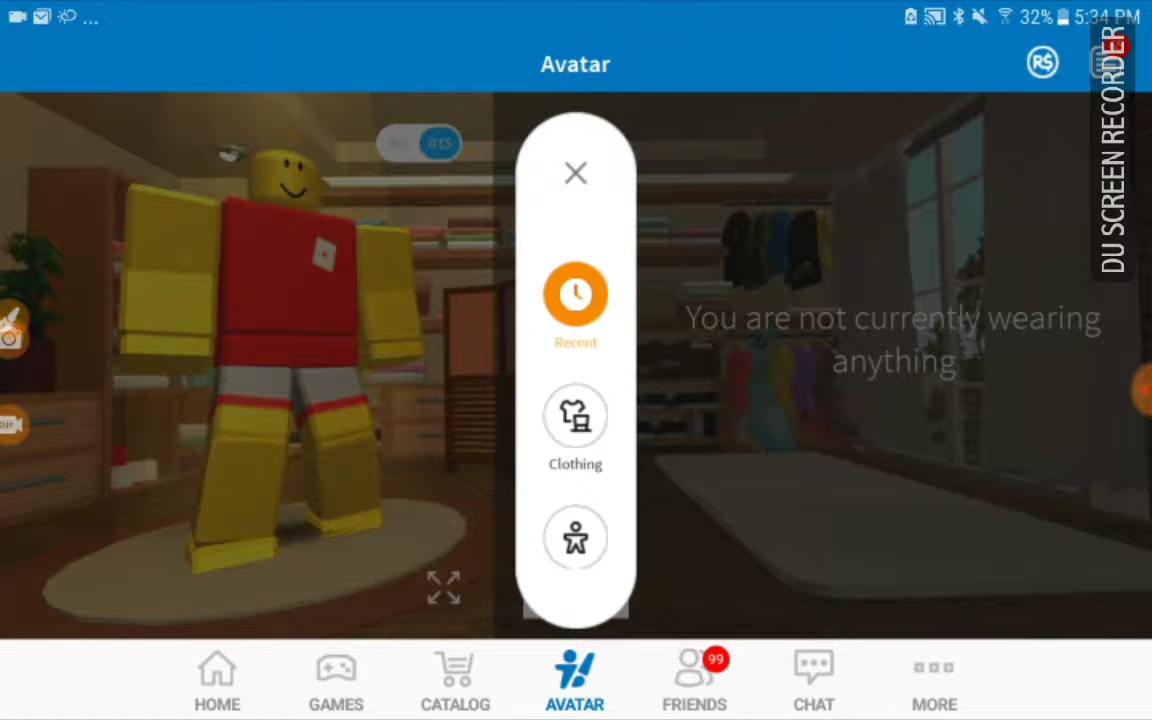 32% 5:34 PM
Avatar
R$
R15
Recent
Clothing
You are not currently wearing
anything
DU SCREEN RECORDER
GIF
HOME
GAMES
CATALOG
AVATAR
FRIENDS
99
CHAT
MORE